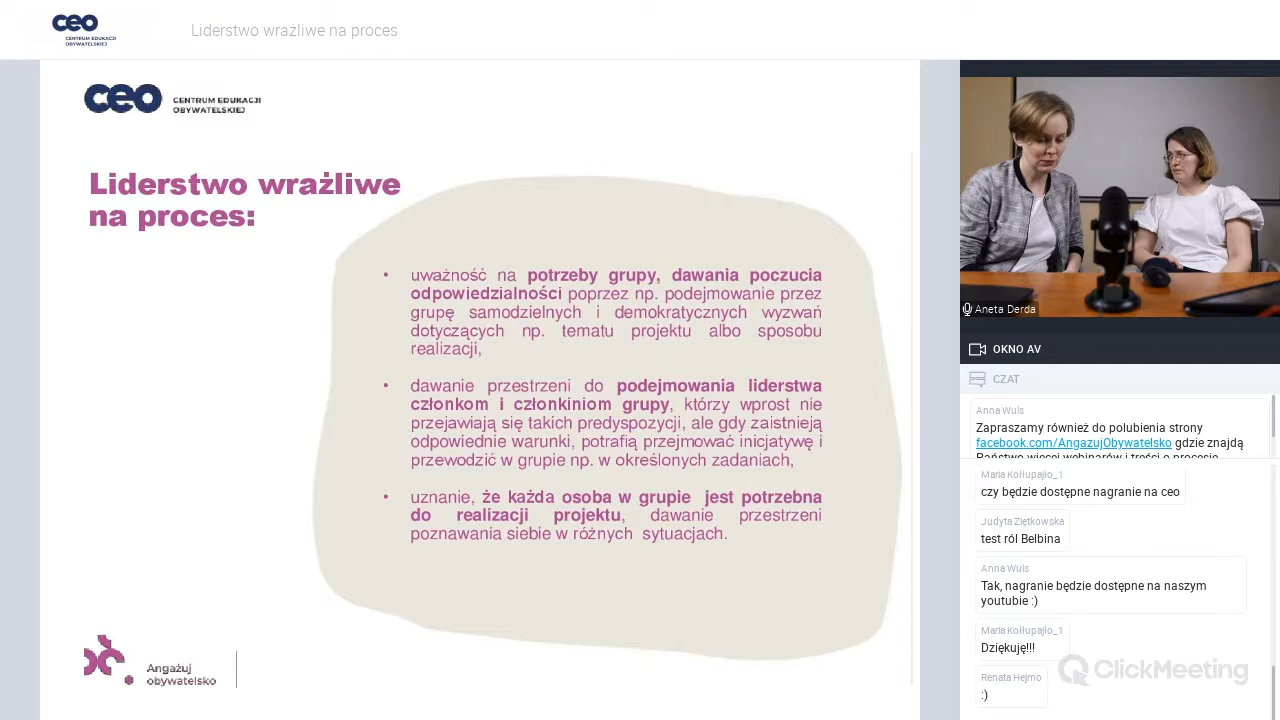 ceo
CENTRUM EDUKACJI
OBYWATELSKIEJ
Liderstwo wrażliwe na proces
ceo
CENTRUM EDUKACJI
OBYWATELSKIEJ
Liderstwo wrażliwe
na proces:
• uważność na potrzeby grupy, dawania poczucia
odpowiedzialności poprzez np. podejmowanie przez
grupę samodzielnych i demokratycznych wyzwań
dotyczących np. tematu projektu albo sposobu
realizacji,
• dawanie przestrzeni do podejmowania liderstwa
członkom i członkiniom grupy, którzy wprost nie
przejawiają się takich predyspozycji, ale gdy zaistnieją
odpowiednie warunki, potrafią przejmować inicjatywę i
przewodzić w grupie np. w określonych zadaniach,
• uznanie, że każda osoba w grupie jest potrzebna
do realizacji projektu, dawanie przestrzeni
poznawania siebie w różnych sytuacjach.
Angażuj
obywatelsko
Aneta Derda
OKNO AV
CZAT
Anna Wuls
Zapraszamy również do polubienia strony
facebook.com/AngazujObywatelsko gdzie znajdą
Państwo więcej webinarów i treści o procesie
Maria Kołłupajło_1
czy będzie dostępne nagranie na ceo
Judyta Ziętkowska
test ról Belbina
Anna Wuls
Tak, nagranie będzie dostępne na naszym
youtubie :)
Maria Kołłupajło_1
Dziękuję!!!
Renata Hejmo
:)
ClickMeeting